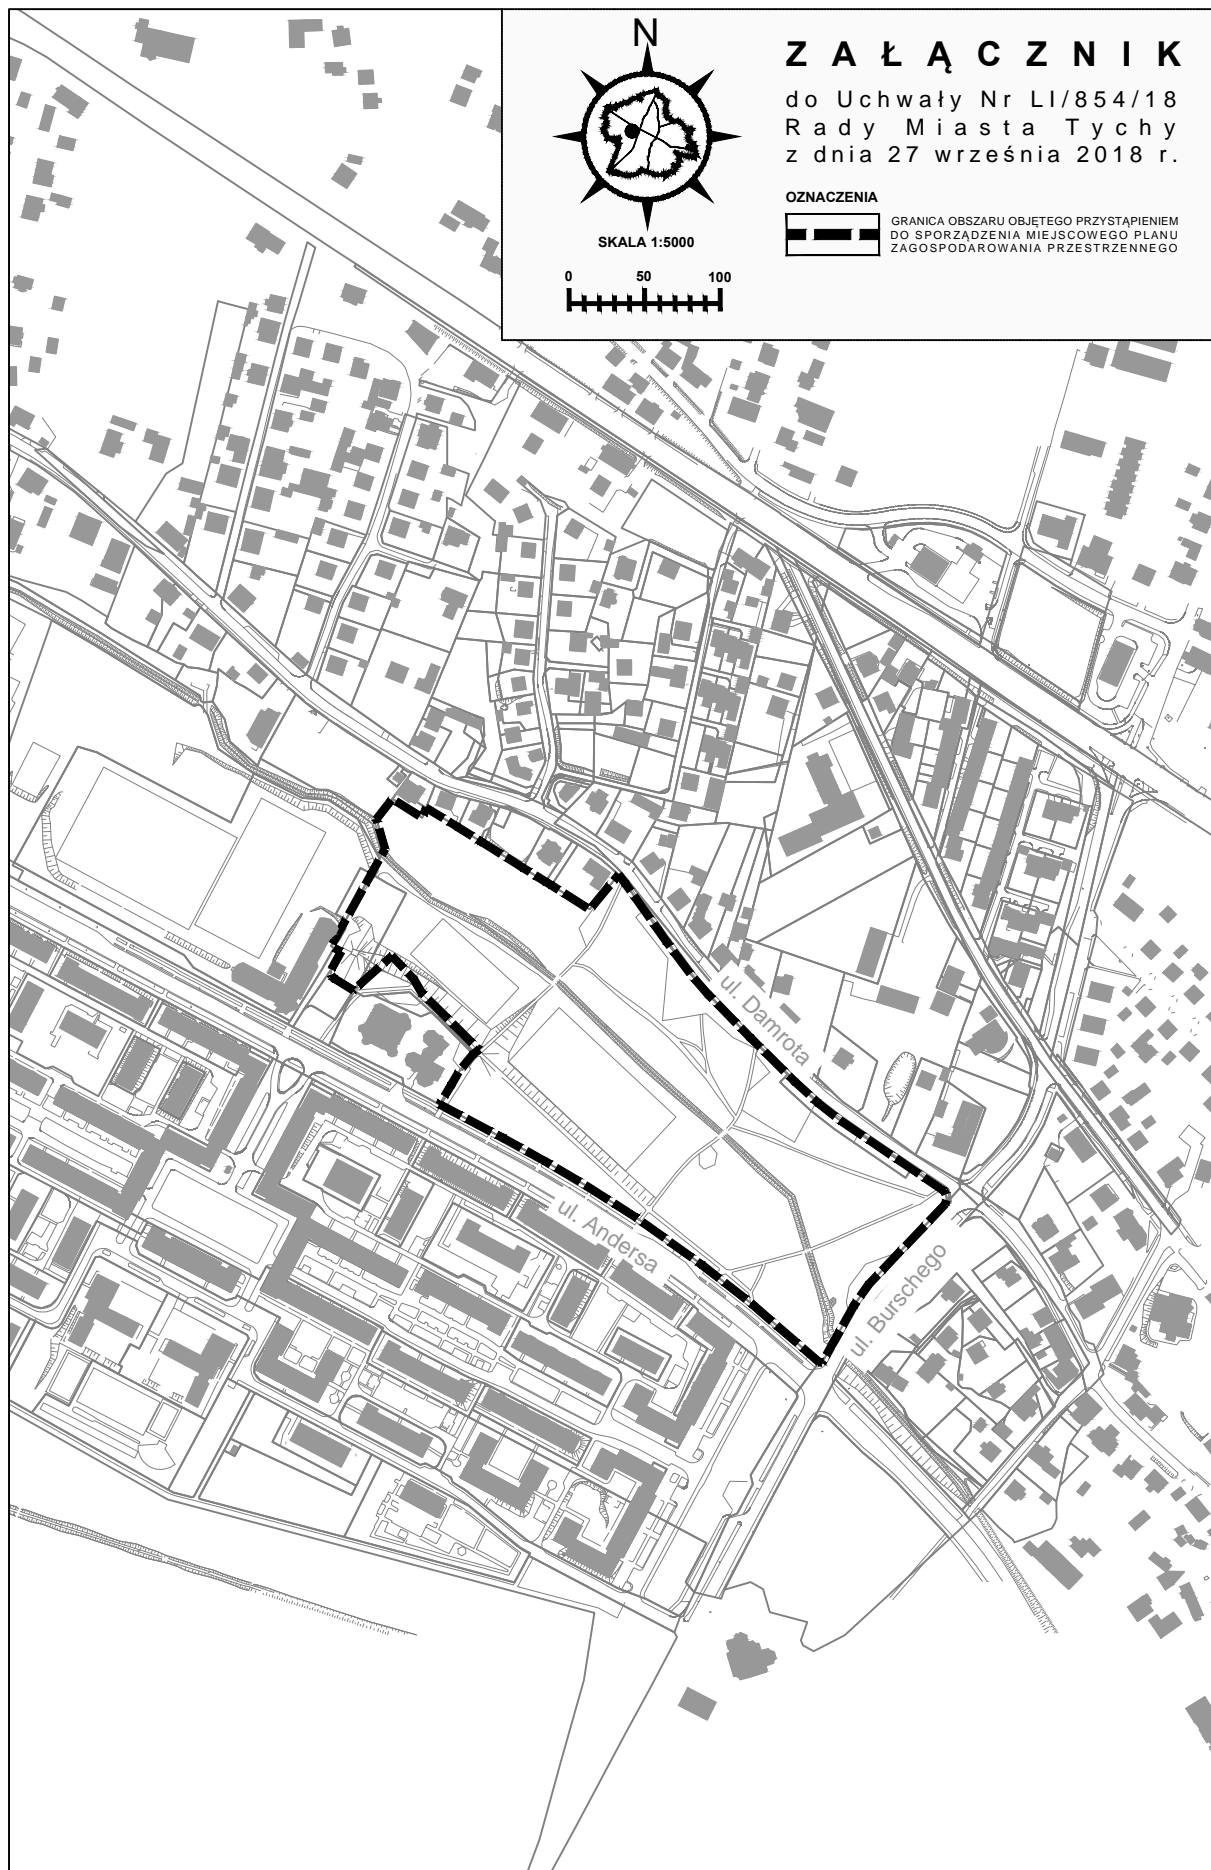 N
SKALA 1:5000
0 50 100
ZAŁĄCZNIK
do Uchwały Nr LI/854/18
Rady Miasta Tychy
z dnia 27 września 2018 r.
OZNACZENIA
GRANICA OBSZARU OBJĘTEGO PRZYSTĄPIENIEM
DO SPORZĄDZENIA MIEJSCOWEGO PLANU
ZAGOSPODAROWANIA PRZESTRZENNEGO
ul. Damrota
ul. Andersa
ul. Burschego